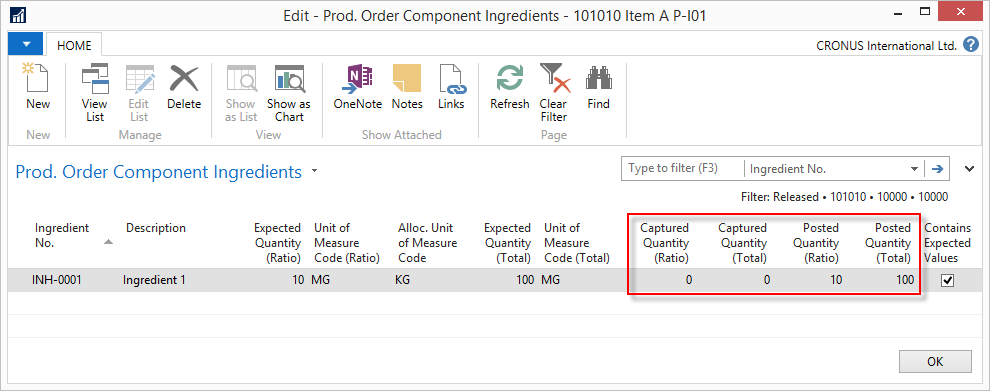 Edit - Prod. Order Component Ingredients - 101010 Item A P-I01
HOME
CRONUS International Ltd.
New
View
List
Edit
List
Delete
Show
as List
Show as
Chart
OneNote
Notes
Links
Refresh
Clear
Filter
Find
New
Manage
View
Show Attached
Page
Prod. Order Component Ingredients
Type to filter (F3)
Ingredient No.
Filter: Released • 101010 • 10000 • 10000
Ingredient
No.
Description
Expected
Quantity
(Ratio)
Unit of
Measure
Code (Ratio)
Alloc. Unit
of Measure
Code
Expected
Quantity
(Total)
Unit of
Measure
Code (Total)
Captured
Quantity
(Ratio)
Captured
Quantity
(Total)
Posted
Quantity
(Ratio)
Posted
Quantity
(Total)
Contains
Expected
Values
INH-0001 Ingredient 1 10 MG KG 100 MG 0 0 10 100
OK